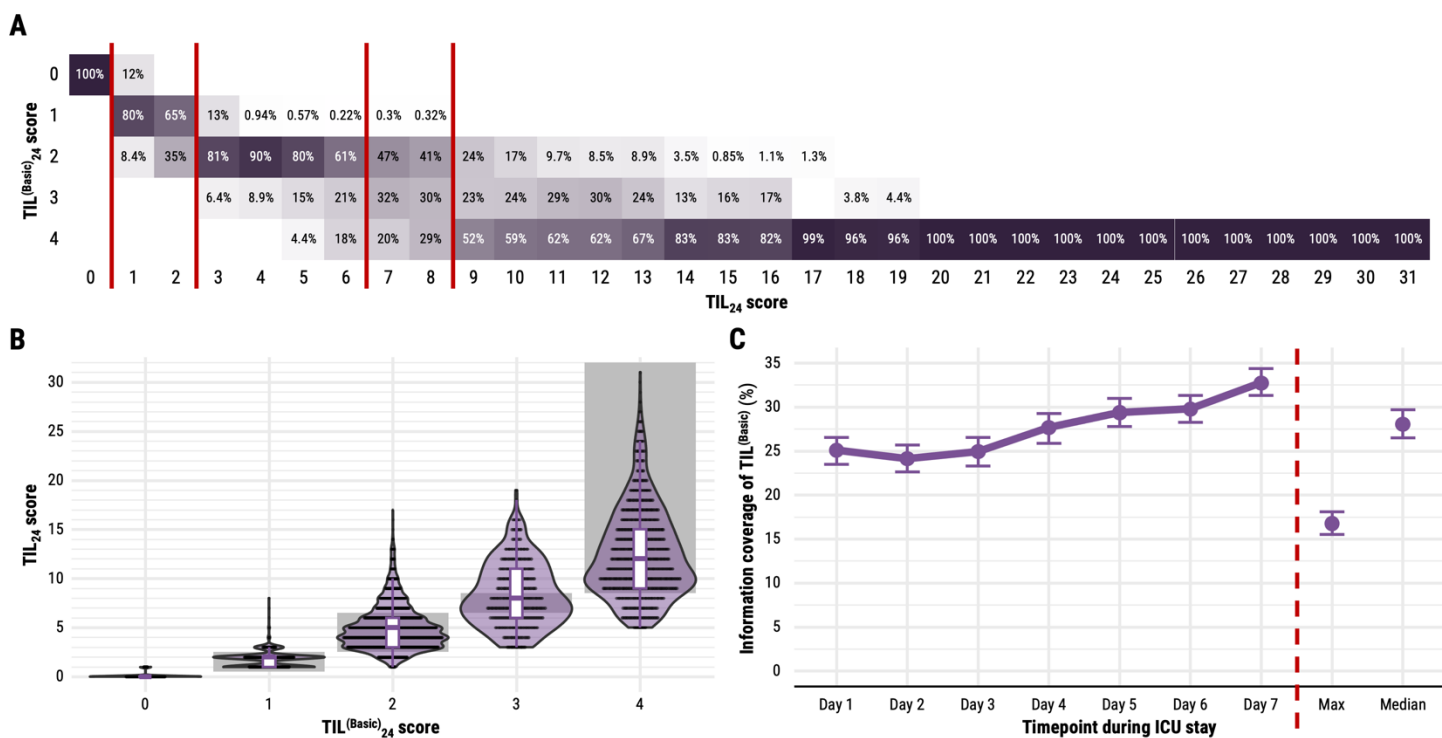 A
0 100% 12%
1 80% 65% 13% 0.94% 0.57% 0.22% 0.3% 0.32%
2 8.4% 35% 81% 90% 80% 61% 47% 41% 24% 17% 9.7% 8.5% 8.9% 3.5% 0.85% 1.1% 1.3%
3 6.4% 8.9% 15% 21% 32% 30% 23% 24% 29% 30% 24% 13% 16% 17% 3.8% 4.4%
4 4.4% 18% 20% 29% 52% 59% 62% 62% 67% 83% 83% 82% 99% 96% 96% 100% 100% 100% 100% 100% 100% 100% 100% 100% 100% 100% 100%
TIL(Basic)24 score
0 1 2 3 4 5 6 7 8 9 10 11 12 13 14 15 16 17 18 19 20 21 22 23 24 25 26 27 28 29 30 31
TIL24 score
B
TIL24 score
30
25
20
15
10
5
0
0 1 2 3 4
TIL(Basic)24 score
C
Information coverage of TIL(Basic) (%)
35
30
25
20
15
10
5
0
Day 1 Day 2 Day 3 Day 4 Day 5 Day 6 Day 7 Max Median
Timepoint during ICU stay